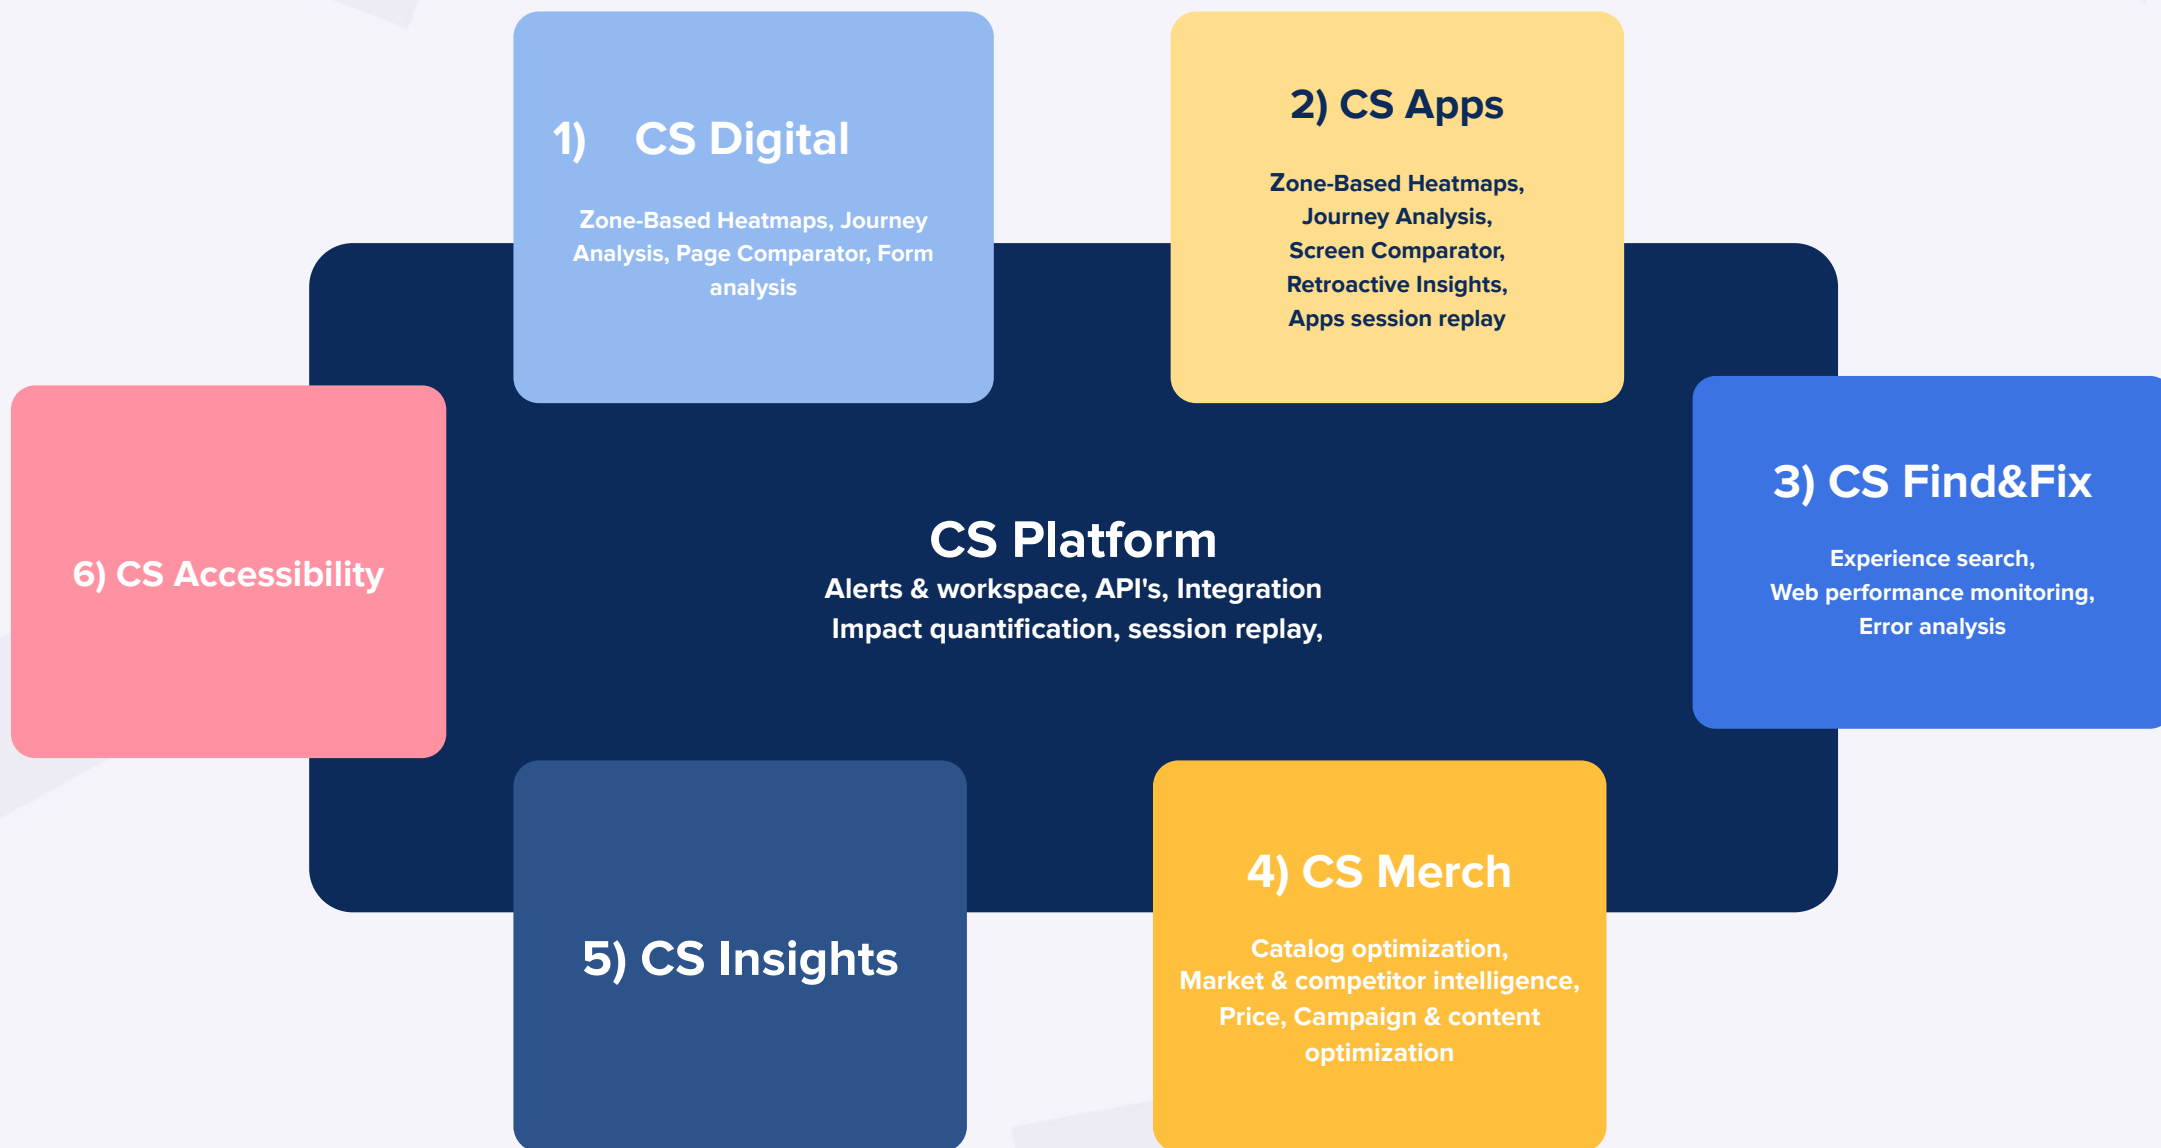 1) CS Digital
Zone-Based Heatmaps, Journey
Analysis, Page Comparator, Form
analysis
2) CS Apps
Zone-Based Heatmaps,
Journey Analysis,
Screen Comparator,
Retroactive Insights,
Apps session replay
3) CS Find&Fix
Experience search,
Web performance monitoring,
Error analysis
CS Platform
Alerts & workspace, API's, Integration
Impact quantification, session replay,
6) CS Accessibility
5) CS Insights
4) CS Merch
Catalog optimization,
Market & competitor intelligence,
Price, Campaign & content
optimization